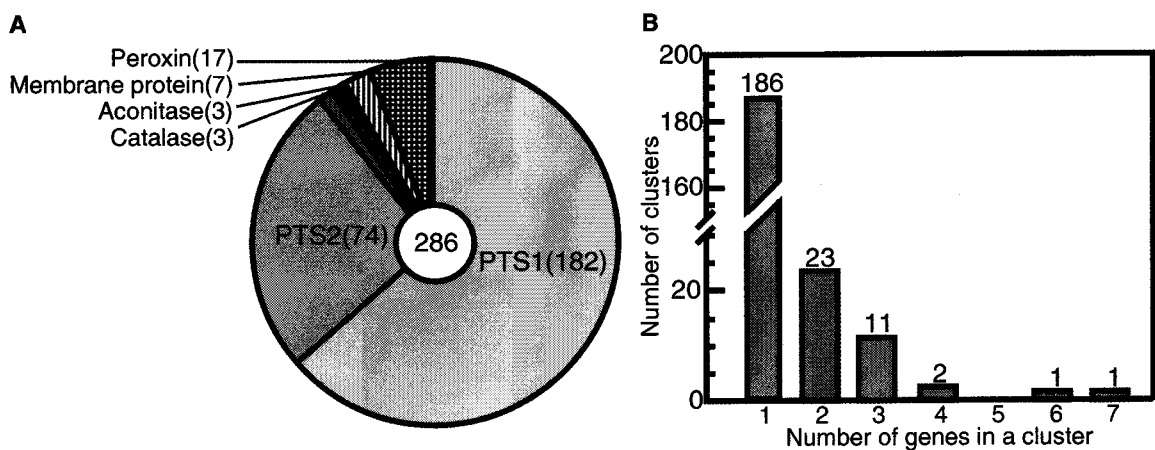 A
Peroxin(17)
Membrane protein(7)
Aconitase(3)
Catalase(3)
PTS2(74)
286
PTS1(182)
B
Number of clusters
200
180
160
20
0
186
23
11
2
1
1
1 2 3 4 5 6 7
Number of genes in a cluster